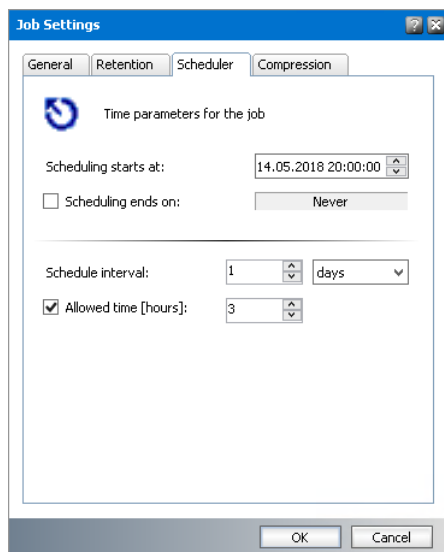 Job Settings
General Retention Scheduler Compression
Time parameters for the job
Scheduling starts at: 14.05.2018 20:00:00
Scheduling ends on: Never
Schedule interval: 1 days
Allowed time [hours]: 3
OK Cancel